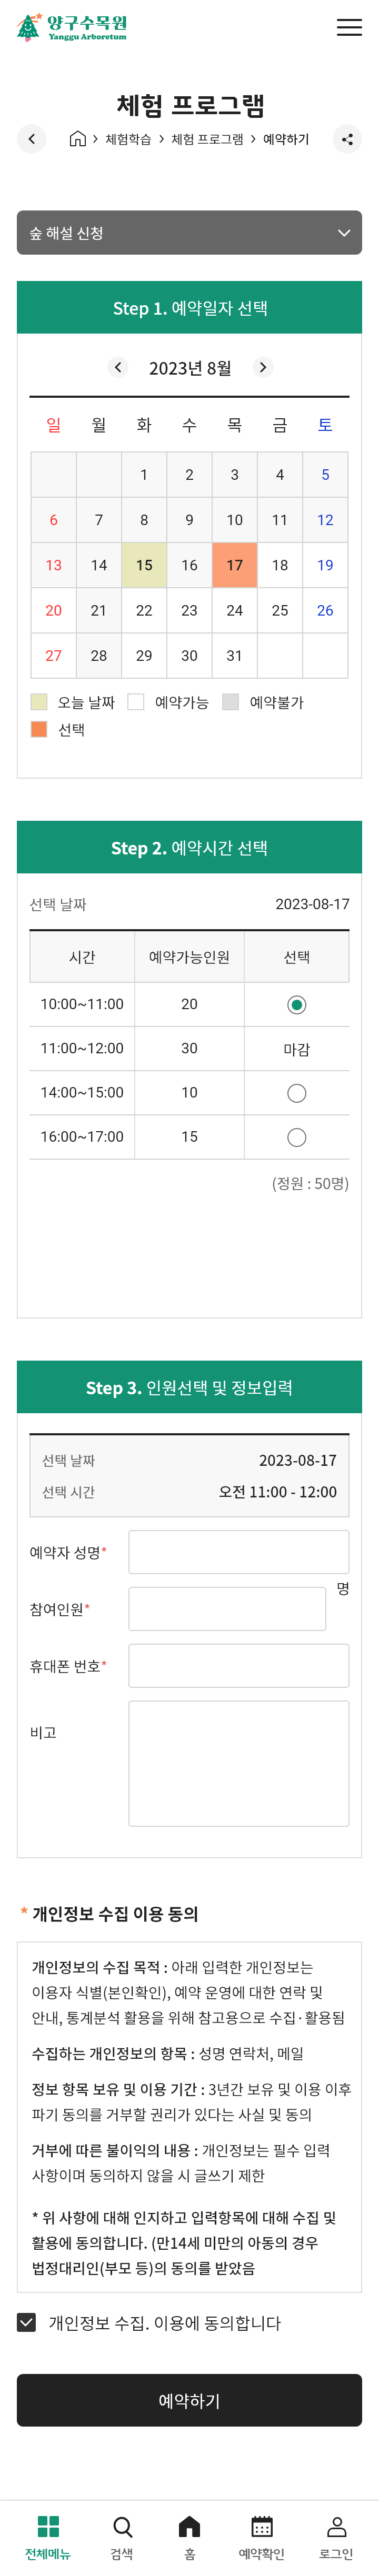 양구수목원
Yanggu Arboretum
체험 프로그램
체험학습 > 체험 프로그램 > 예약하기
숲 해설 신청
Step 1. 예약일자 선택
2023년 8월
일 월 화 수 목 금 토
1 2 3 4 5
6 7 8 9 10 11 12
13 14 15 16 17 18 19
20 21 22 23 24 25 26
27 28 29 30 31
오늘 날짜 예약가능 예약불가
선택
Step 2. 예약시간 선택
선택 날짜 2023-08-17
시간 예약가능인원 선택
10:00~11:00 20
11:00~12:00 30 마감
14:00~15:00 10
16:00~17:00 15
(정원 : 50명)
Step 3. 인원선택 및 정보입력
선택 날짜 2023-08-17
선택 시간 오전 11:00 - 12:00
예약자 성명*
참여인원* 명
휴대폰 번호*
비고
* 개인정보 수집 이용 동의
개인정보의 수집 목적 : 아래 입력한 개인정보는
이용자 식별(본인확인), 예약 운영에 대한 연락 및
안내, 통계분석 활용을 위해 참고용으로 수집·활용됨
수집하는 개인정보의 항목 : 성명 연락처, 메일
정보 항목 보유 및 이용 기간 : 3년간 보유 및 이용 이후
파기 동의를 거부할 권리가 있다는 사실 및 동의
거부에 따른 불이익의 내용 : 개인정보는 필수 입력
사항이며 동의하지 않을 시 글쓰기 제한
* 위 사항에 대해 인지하고 입력항목에 대해 수집 및
활용에 동의합니다. (만14세 미만의 아동의 경우
법정대리인(부모 등)의 동의를 받았음
개인정보 수집. 이용에 동의합니다
예약하기
전체메뉴 검색 홈 예약확인 로그인